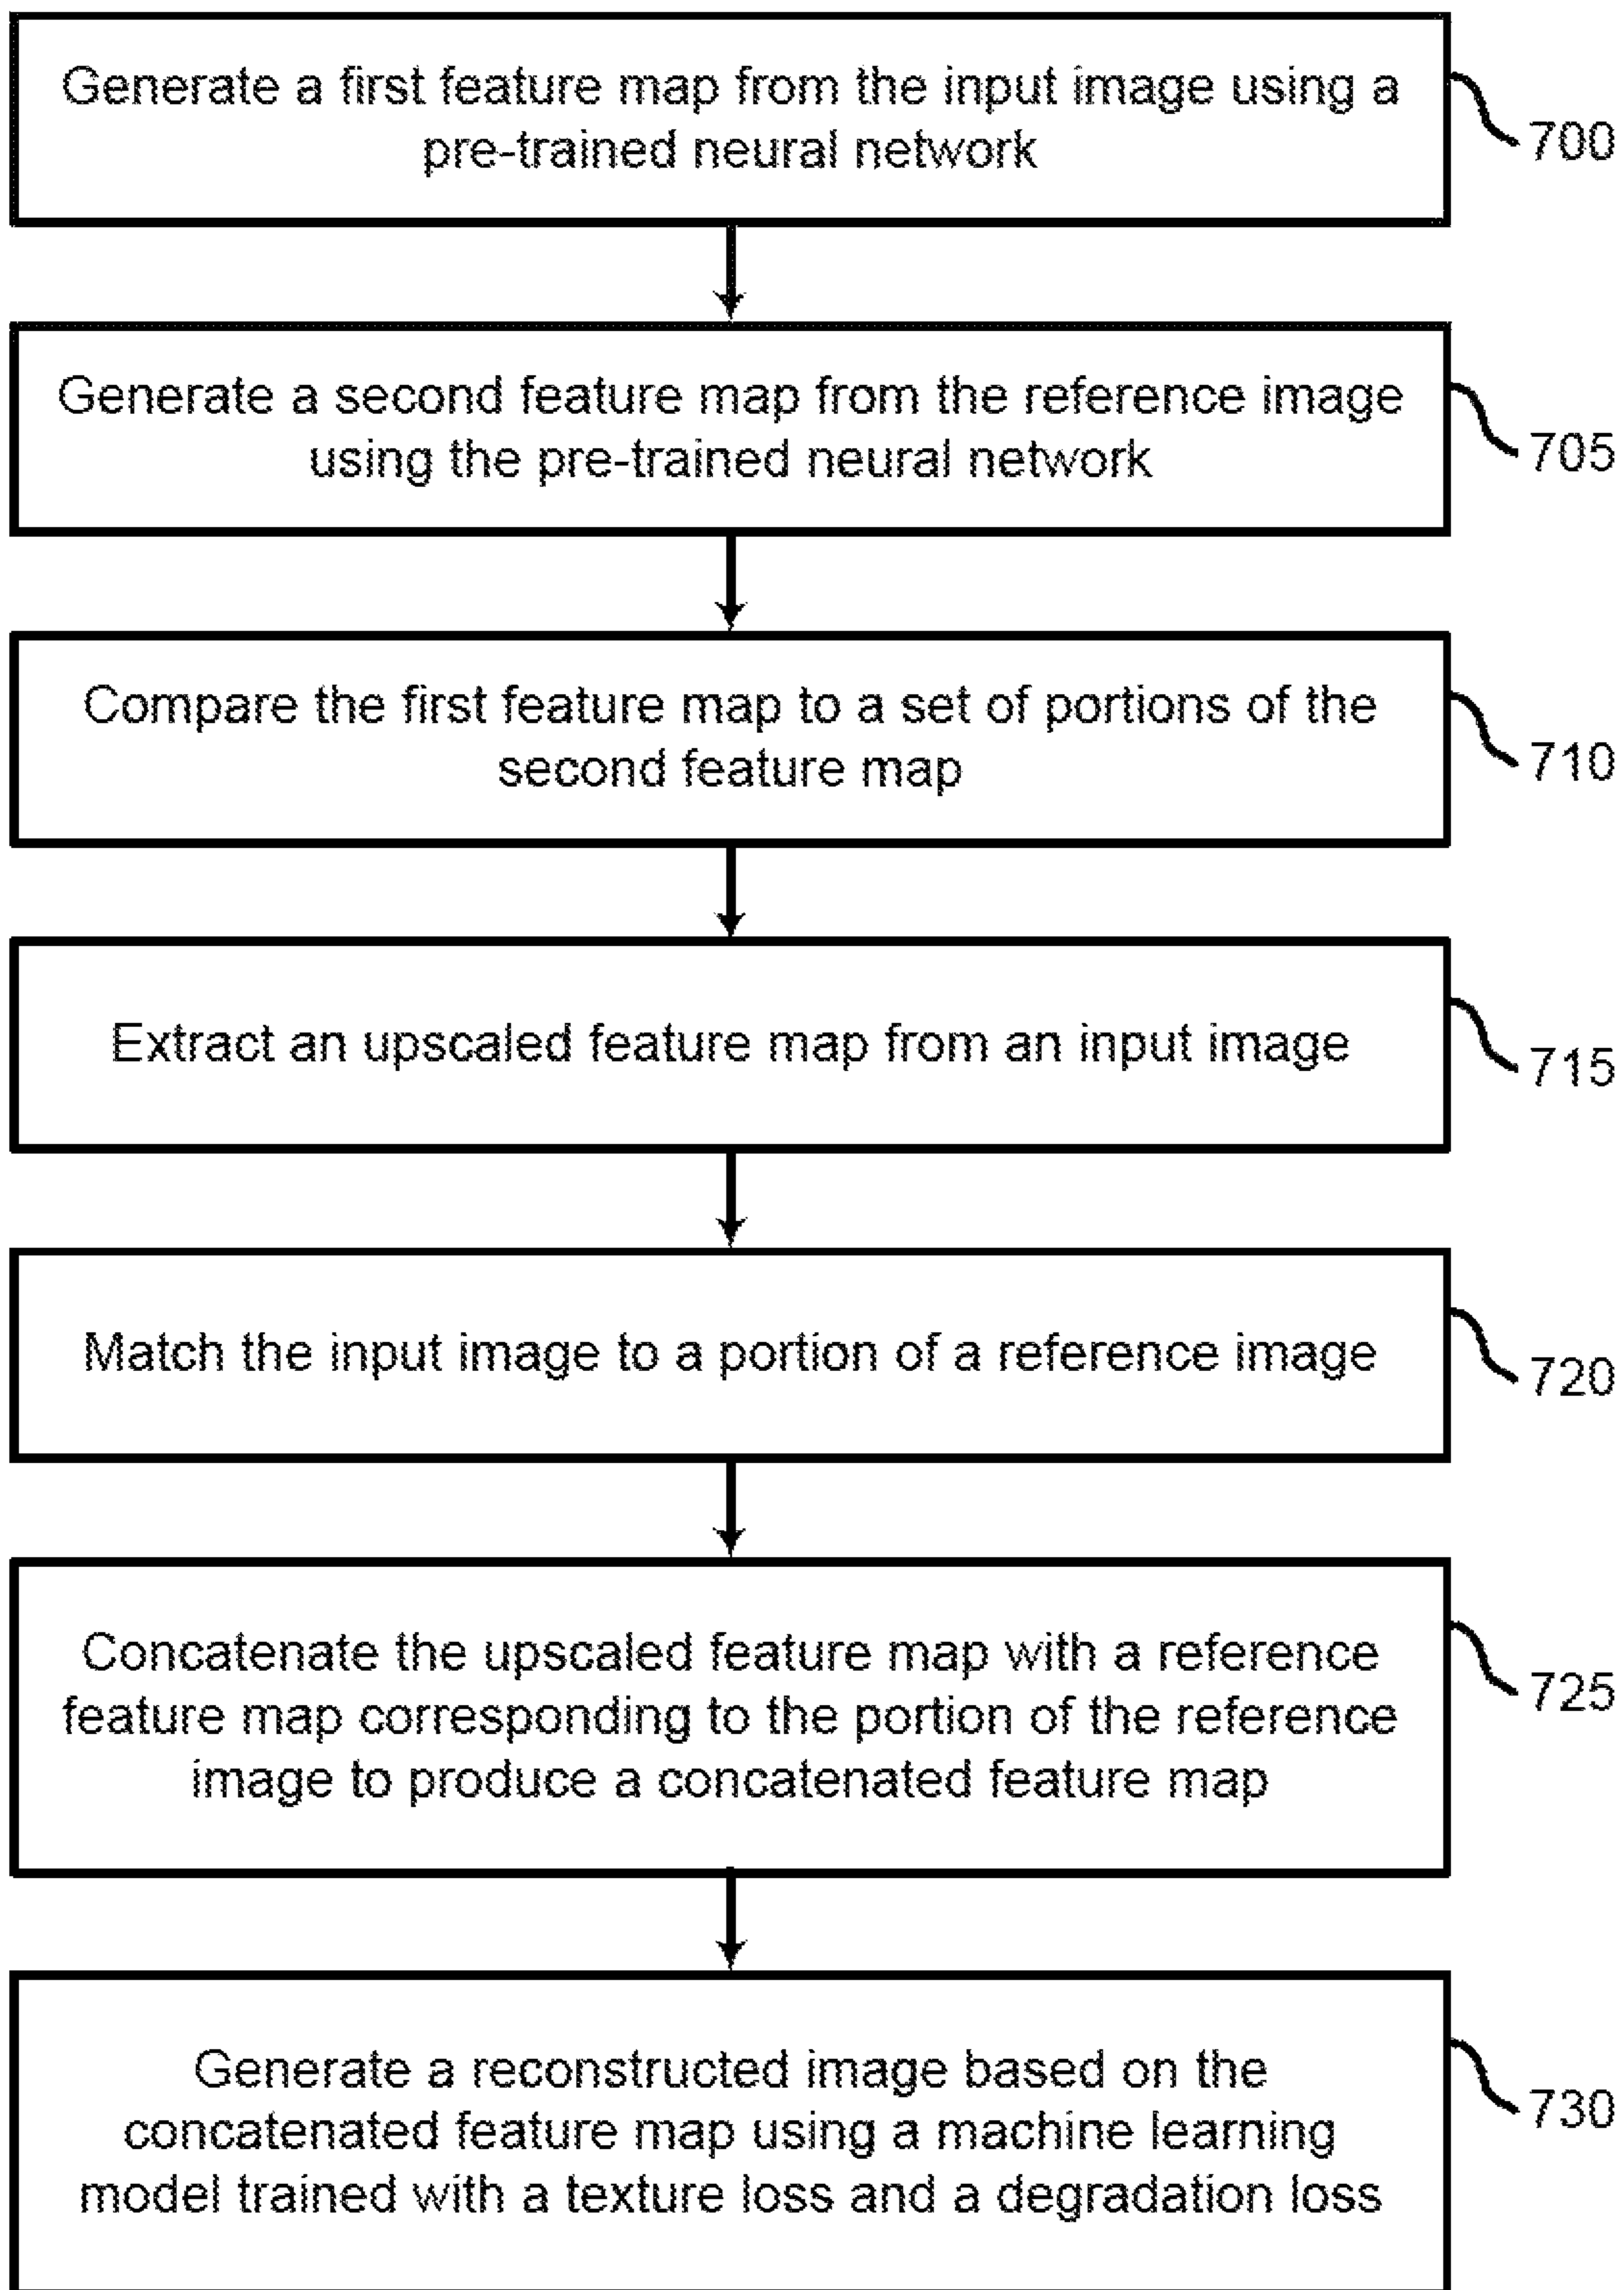 Generate a first feature map from the input image using a
pre-trained neural network
700
Generate a second feature map from the reference image
using the pre-trained neural network
705
Compare the first feature map to a set of portions of the
second feature map
710
Extract an upscaled feature map from an input image
715
Match the input image to a portion of a reference image
720
Concatenate the upscaled feature map with a reference
feature map corresponding to the portion of the reference
image to produce a concatenated feature map
725
Generate a reconstructed image based on the
concatenated feature map using a machine learning
model trained with a texture loss and a degradation loss
730